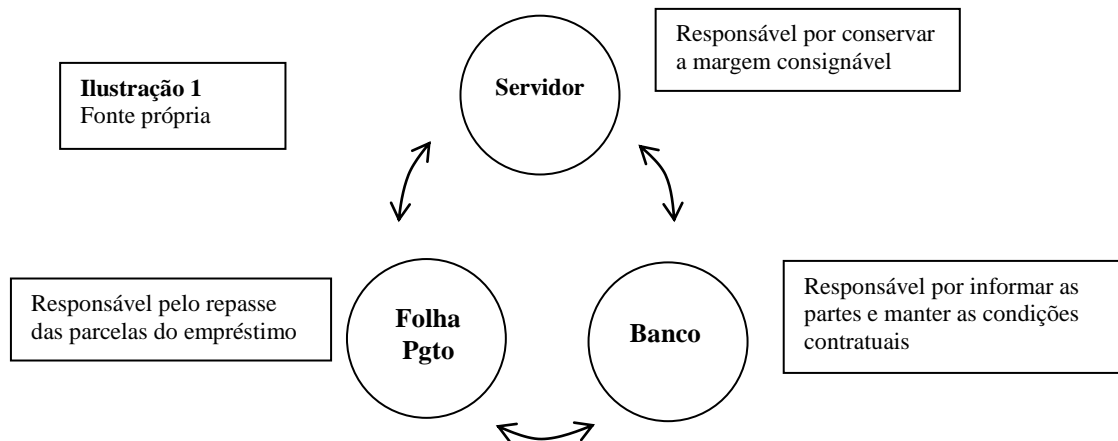 Ilustração 1
Fonte própria
Servidor
Responsável por conservar
a margem consignável
Responsável pelo repasse
das parcelas do empréstimo
Folha
Pgto
Banco
Responsável por informar as
partes e manter as condições
contratuais